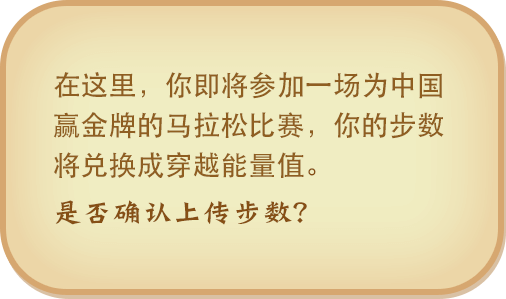 在这里，你即将参加一场为中国
赢金牌的马拉松比赛，你的步数
将兑换成穿越能量值。
是否确认上传步数？